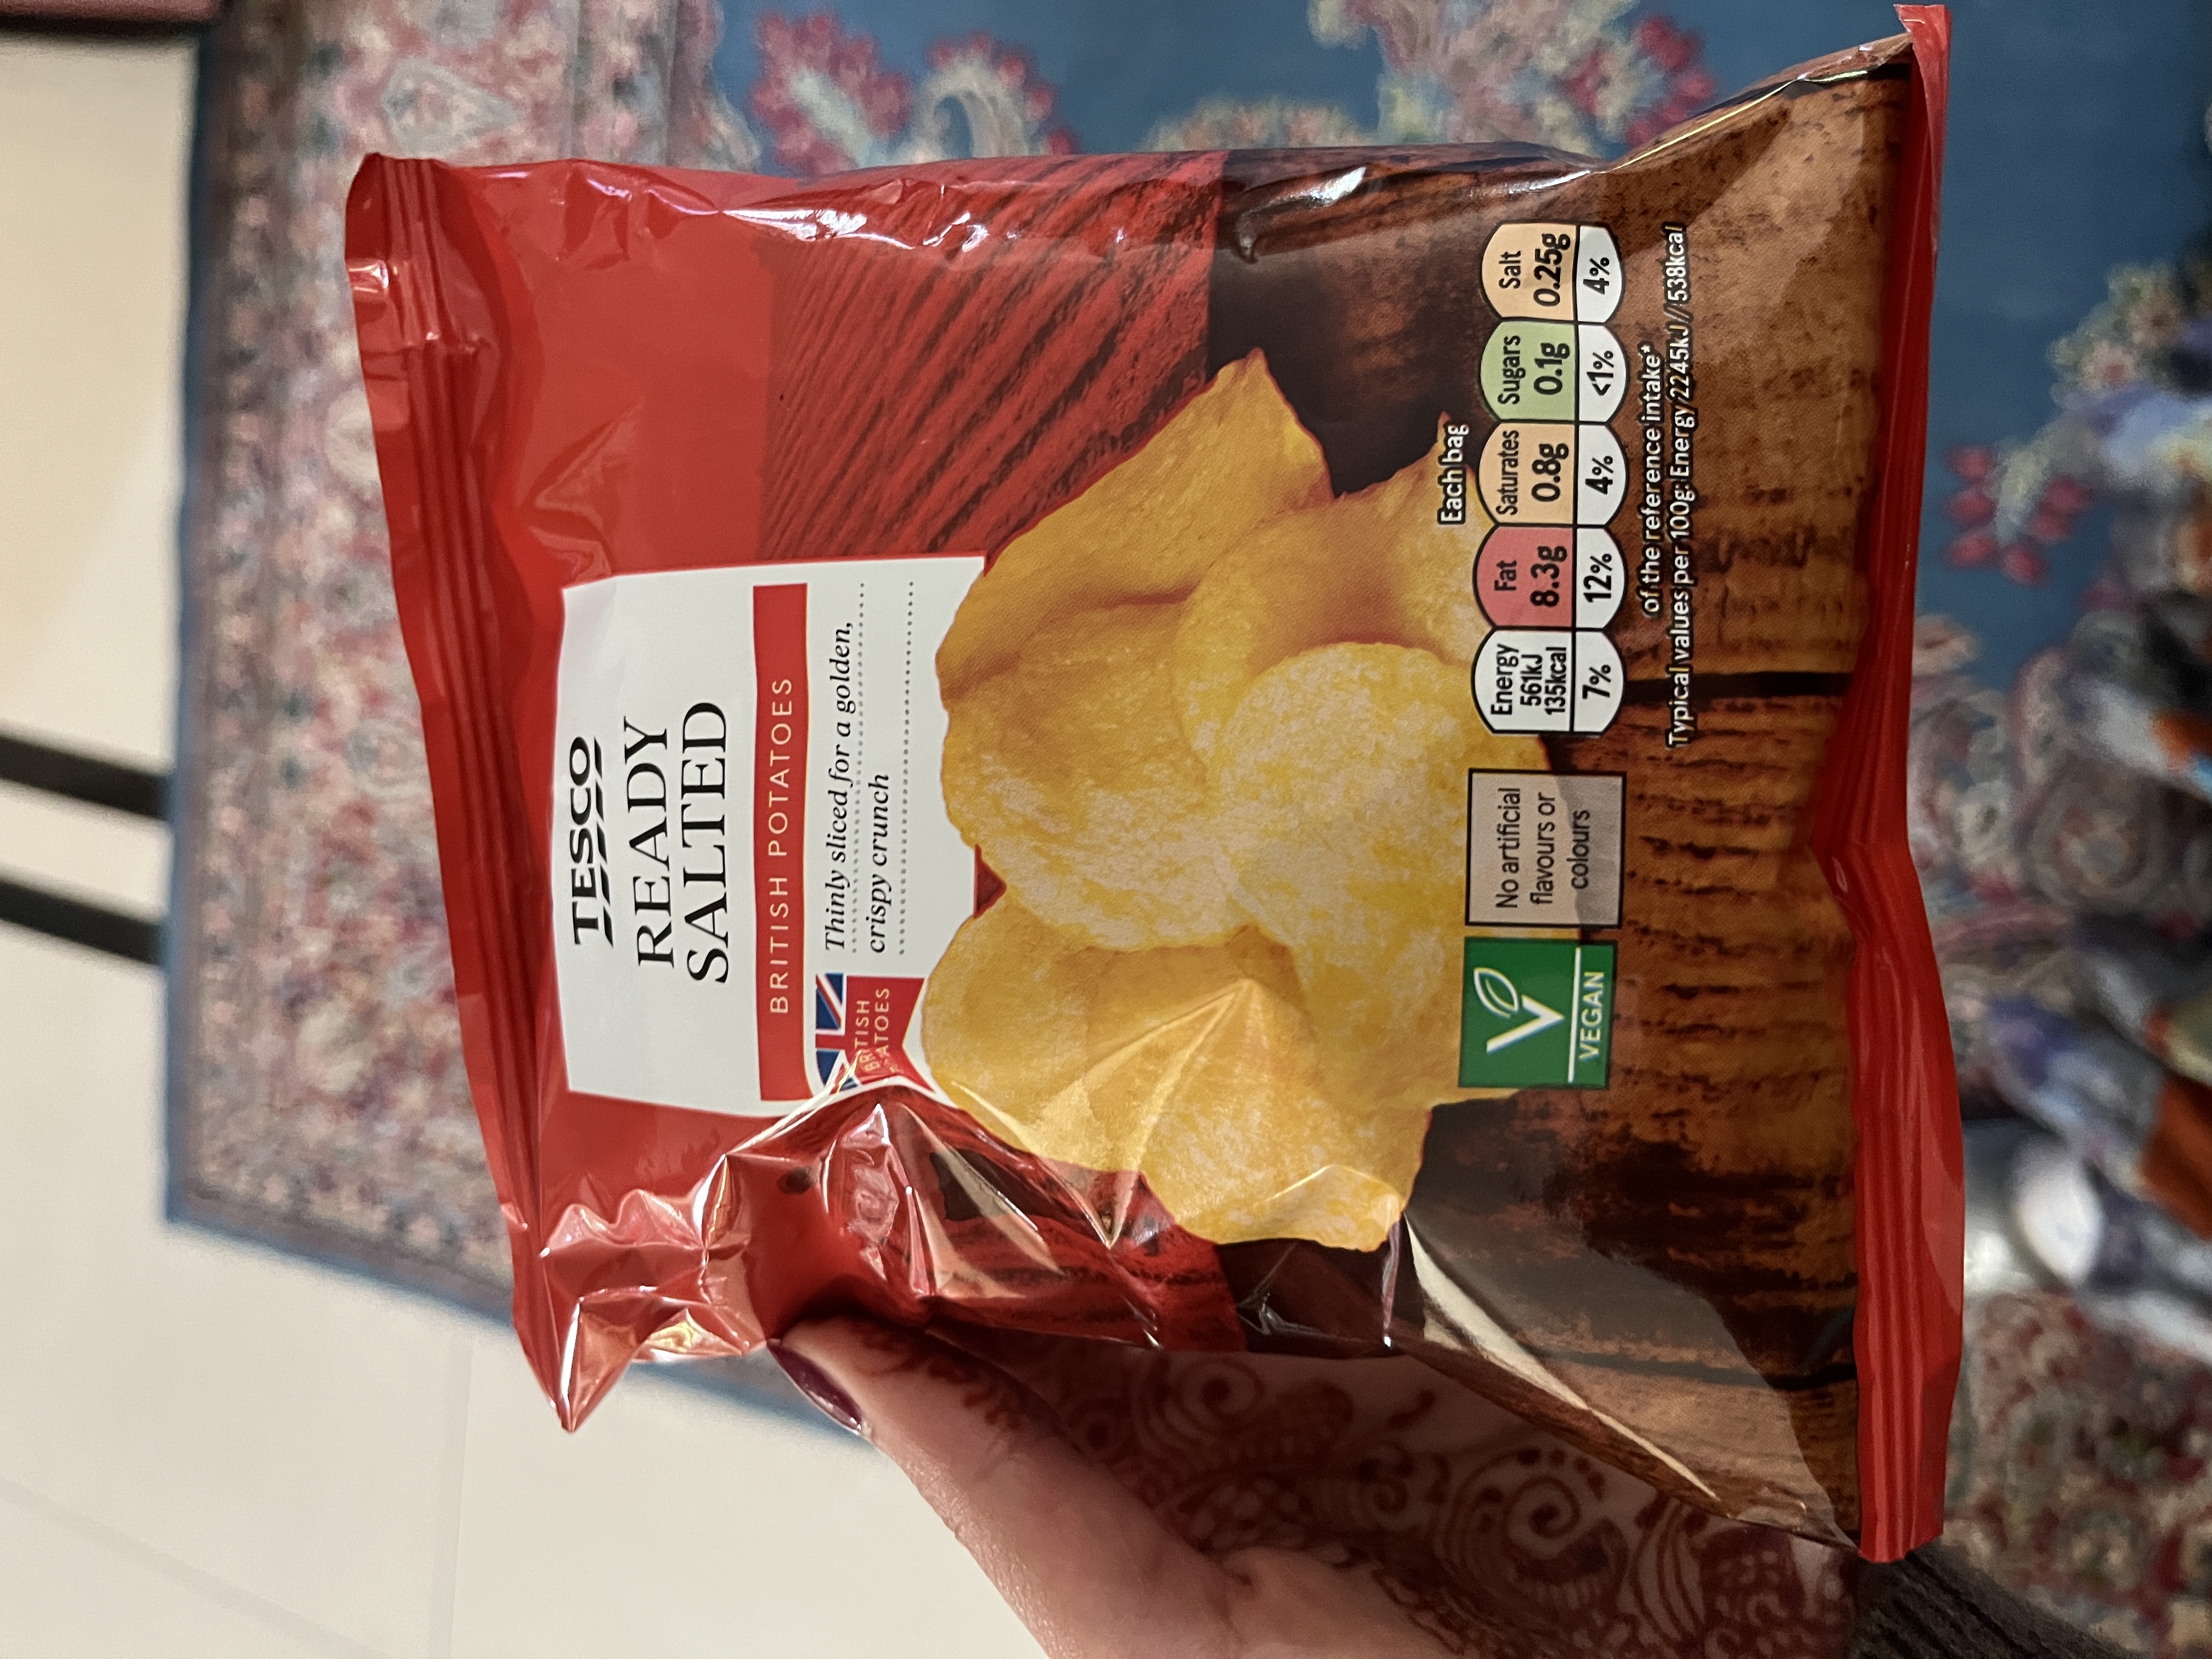 TESCO
READY
SALTED
BRITISH POTATOES
BRITISH
POTATOES
Thinly sliced for a golden,
crispy crunch
VEGAN
No artificial
flavours or
colours
Each bag
Energy
561kJ
135kcal
7%
Fat
8.3g
12%
Saturates
0.8g
4%
Sugars
0.1g
<1%
Salt
0.25g
4%
of the reference intake*
Typical values per 100g: Energy 2245kJ / 538kcal